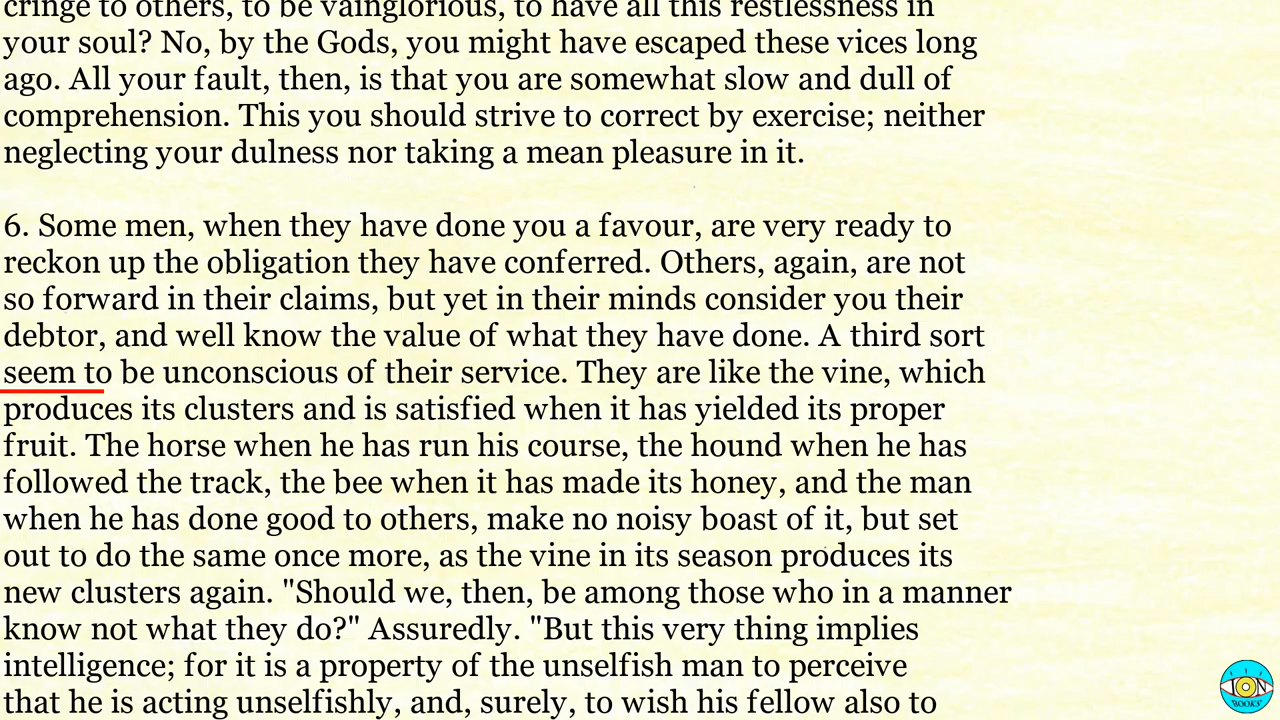 cringe to others, to be vainglorious, to have all this restlessness in
your soul? No, by the Gods, you might have escaped these vices long
ago. All your fault, then, is that you are somewhat slow and dull of
comprehension. This you should strive to correct by exercise; neither
neglecting your dulness nor taking a mean pleasure in it.
6. Some men, when they have done you a favour, are very ready to
reckon up the obligation they have conferred. Others, again, are not
so forward in their claims, but yet in their minds consider you their
debtor, and well know the value of what they have done. A third sort
seem to be unconscious of their service. They are like the vine, which
produces its clusters and is satisfied when it has yielded its proper
fruit. The horse when he has run his course, the hound when he has
followed the track, the bee when it has made its honey, and the man
when he has done good to others, make no noisy boast of it, but set
out to do the same once more, as the vine in its season produces its
new clusters again. "Should we, then, be among those who in a manner
know not what they do?" Assuredly. "But this very thing implies
intelligence; for it is a property of the unselfish man to perceive
that he is acting unselfishly, and, surely, to wish his fellow also to
ION
BOOKS